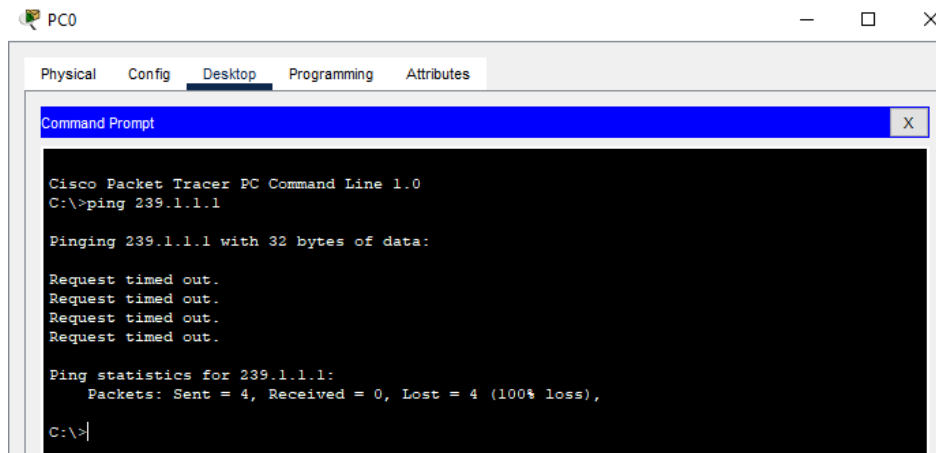 PC0
Physical Config Desktop Programming Attributes
Command Prompt X
Cisco Packet Tracer PC Command Line 1.0
C:\>ping 239.1.1.1
Pinging 239.1.1.1 with 32 bytes of data:
Request timed out.
Request timed out.
Request timed out.
Request timed out.
Ping statistics for 239.1.1.1:
Packets: Sent = 4, Received = 0, Lost = 4 (100% loss),
C:\>